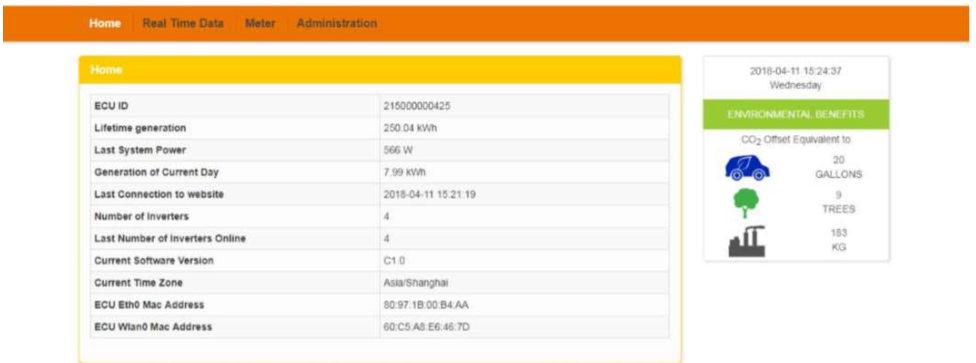 Home Real Time Data Meter Administration
Home
ECU ID 215000000425
Lifetime generation 250.04 kWh
Last System Power 566 W
Generation of Current Day 7.99 kWh
Last Connection to website 2018-04-11 15:21:19
Number of Inverters 4
Last Number of Inverters Online 4
Current Software Version C1.0
Current Time Zone Asia/Shanghai
ECU Eth0 Mac Address 80:97:1B:00:B4:AA
ECU Wlan0 Mac Address 60:C5:A8:E6:46:7D
2018-04-11 15:24:37
Wednesday
ENVIRONMENTAL BENEFITS
CO₂ Offset Equivalent to
20
GALLONS
9
TREES
183
KG